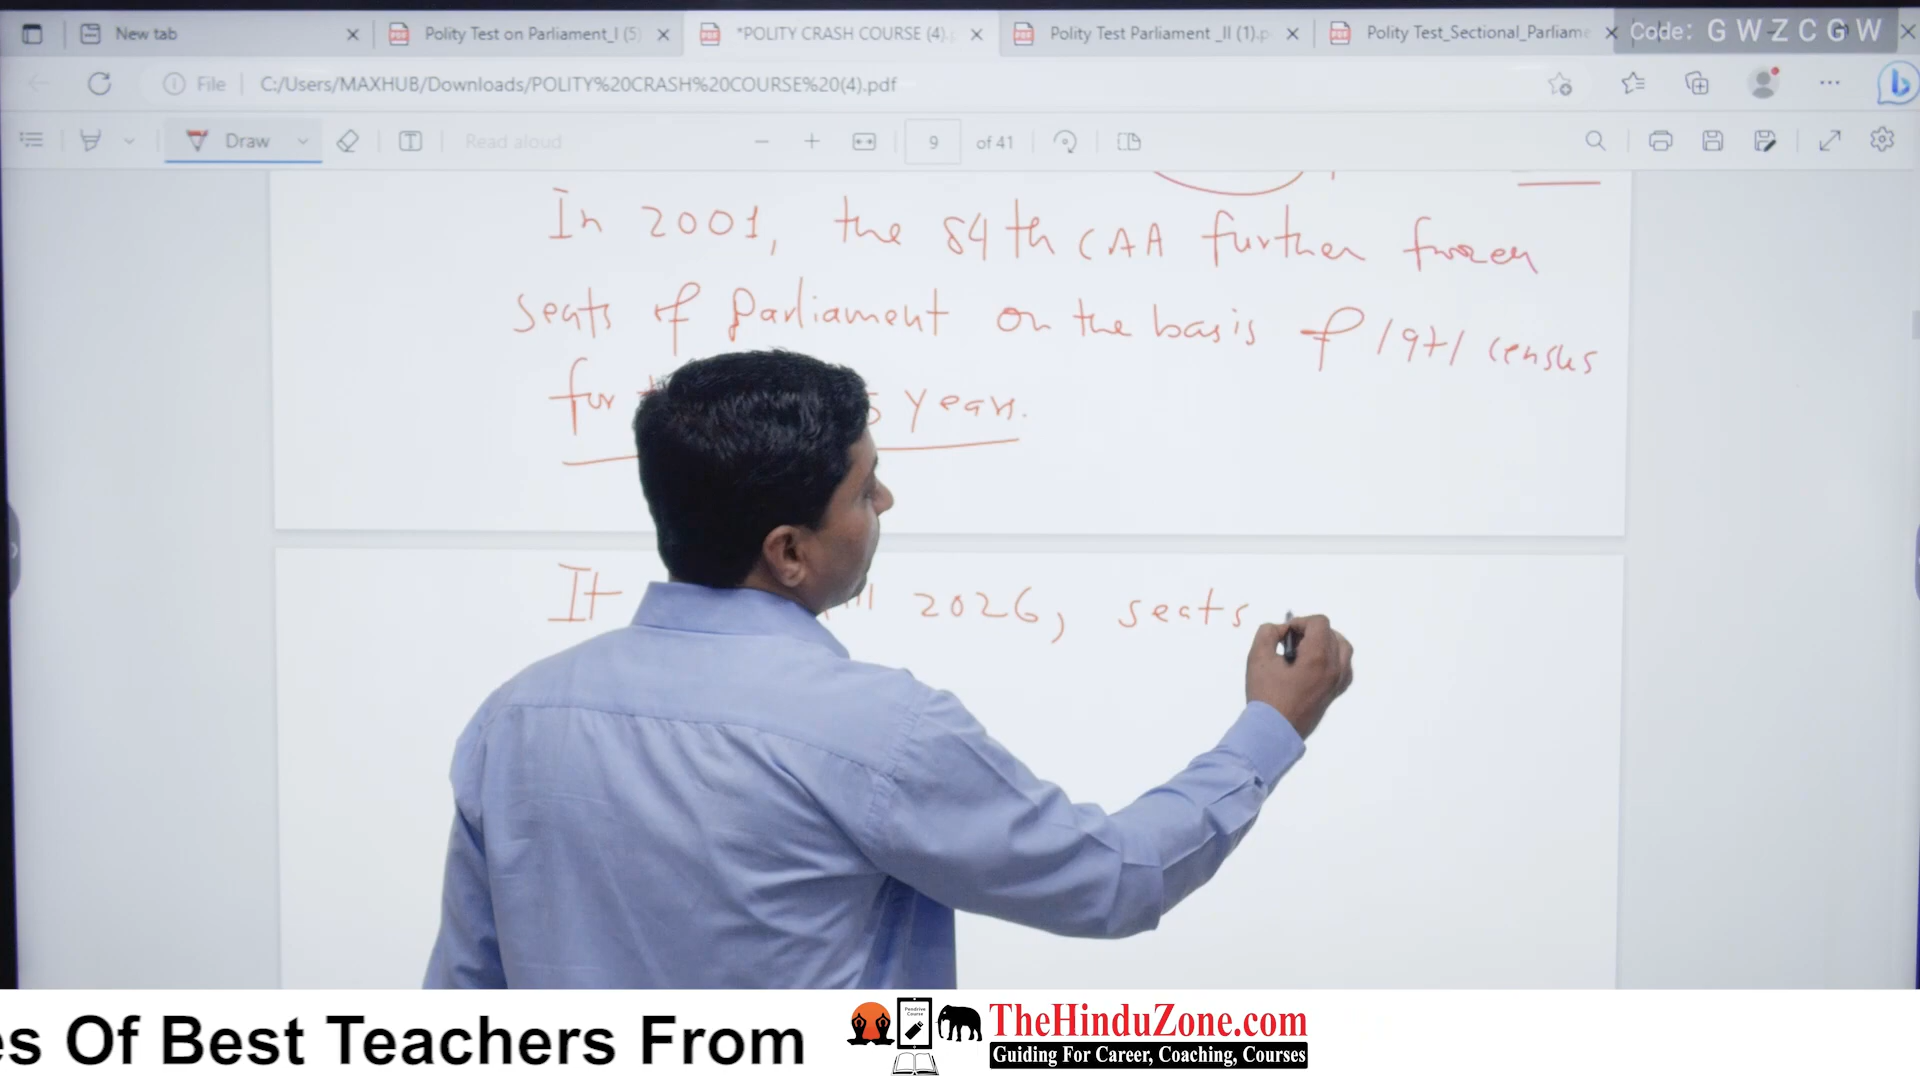 New tab
Polity Test on Parliament_I (5)
*POLITY CRASH COURSE (4).p
Polity Test Parliament _II (1).p
Polity Test_Sectional_Parliame
Code: G W Z C G W
File
C:/Users/MAXHUB/Downloads/POLITY%20CRASH%20COURSE%20(4).pdf
Draw
Read aloud
9 of 41
In 2001, the 84th CAA further frozen
seats of Parliament on the basis of 1971 census
for years.
It 2026, seats
es Of Best Teachers From
Pendrive
Course
TheHinduZone.com
Guiding For Career, Coaching, Courses